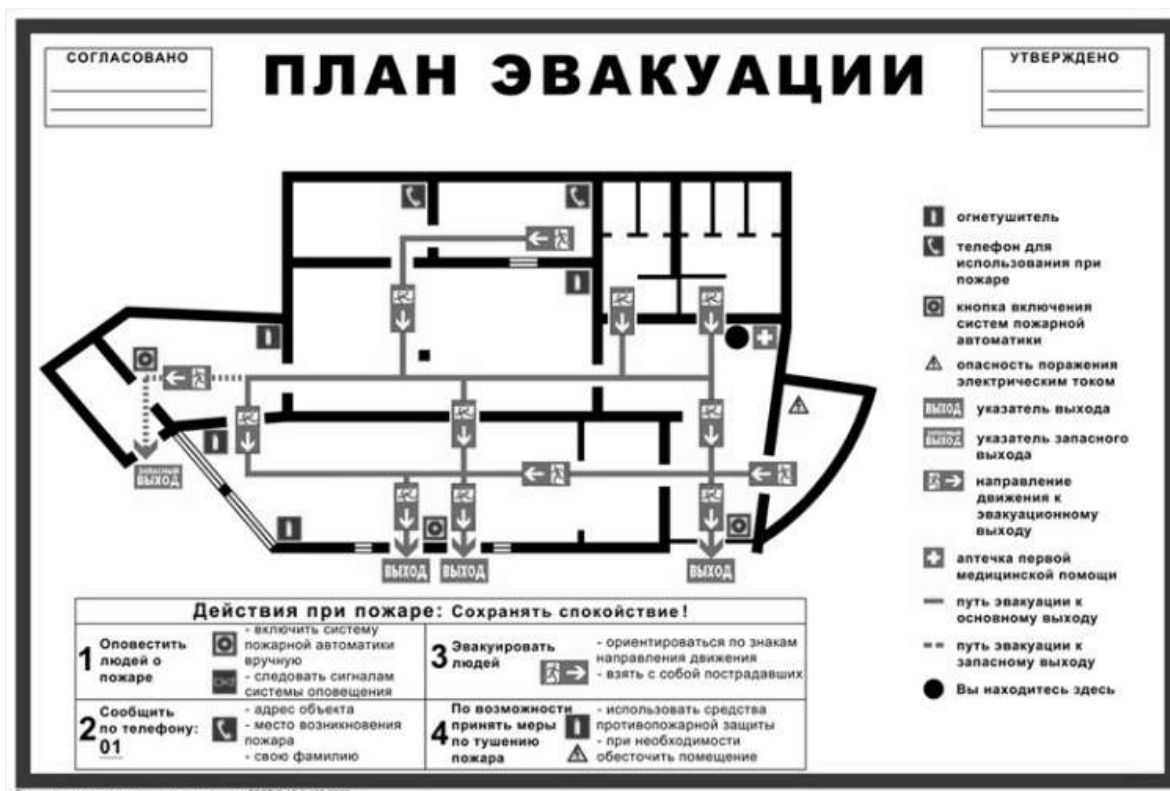 СОГЛАСОВАНО
ПЛАН ЭВАКУАЦИИ
УТВЕРЖДЕНО
огнетушитель
телефон для
использования при
пожаре
кнопка включения
систем пожарной
автоматики
опасность поражения
электрическим током
ВЫХОД
указатель выхода
ЗАПАСНЫЙ
ВЫХОД
указатель запасного
выхода
направление
движения к
эвакуационному
выходу
аптечка первой
медицинской помощи
путь эвакуации к
основному выходу
путь эвакуации к
запасному выходу
Вы находитесь здесь
ЗАПАСНЫЙ
ВЫХОД
ВЫХОД
ВЫХОД
ВЫХОД
Действия при пожаре: Сохранять спокойствие!
1 Оповестить
людей о
пожаре
- включить систему
пожарной автоматики
вручную
- следовать сигналам
системы оповещения
2 Сообщить
по телефону:
01
- адрес объекта
- место возникновения
пожара
- свою фамилию
3 Эвакуировать
людей
- ориентироваться по знакам
направления движения
- взять с собой пострадавших
4 По возможности
принять меры
по тушению
пожара
- использовать средства
противопожарной защиты
- при необходимости
обесточить помещение